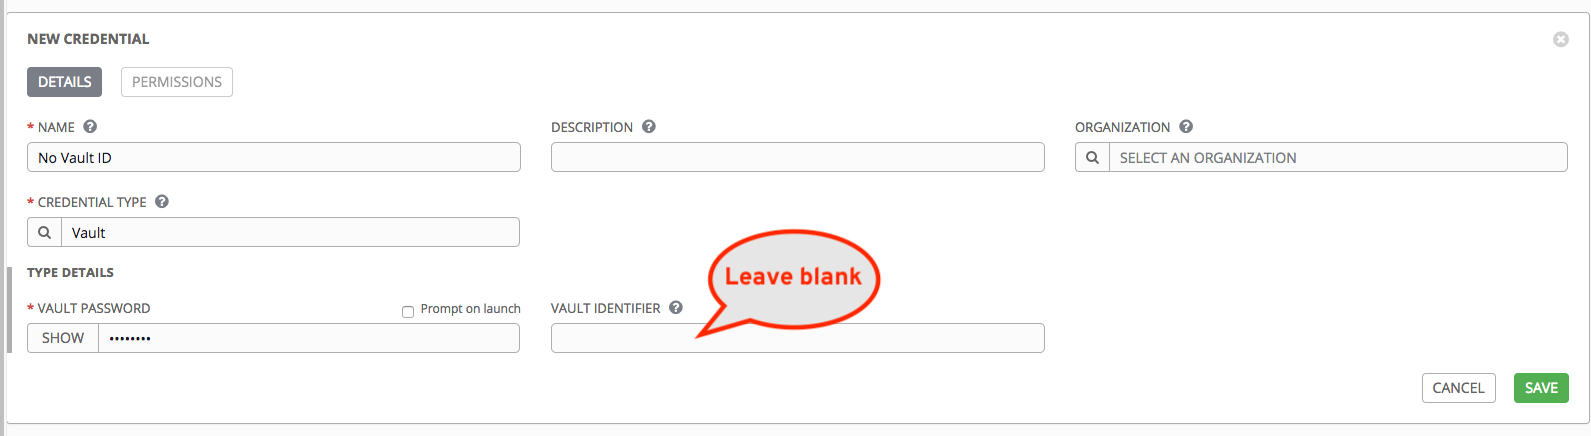 NEW CREDENTIAL
DETAILS PERMISSIONS
* NAME ? DESCRIPTION ? ORGANIZATION ?
No Vault ID SELECT AN ORGANIZATION
* CREDENTIAL TYPE ?
Vault
Leave blank
TYPE DETAILS
* VAULT PASSWORD Prompt on launch VAULT IDENTIFIER ?
SHOW ••••••••
CANCEL SAVE